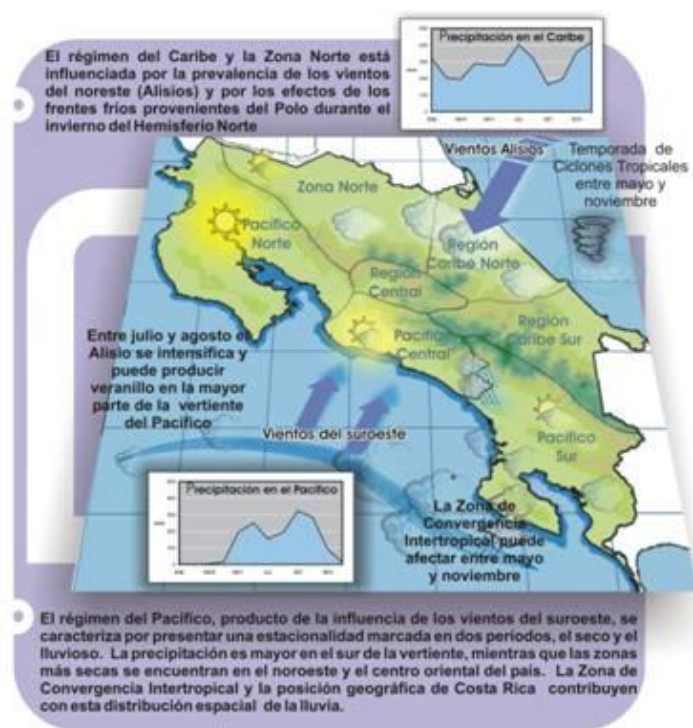 Precipitación en el Caribe
El régimen del Caribe y la Zona Norte está
influenciada por la prevalencia de los vientos
del noreste (Alisios) y por los efectos de los
frentes fríos provenientes del Polo durante el
invierno del Hemisferio Norte
Vientos Alisios
Temporada de
Ciclones Tropicales
entre mayo y
noviembre
Zona Norte
Pacífico
Norte
Región
Caribe Norte
Región
Central
Región
Caribe Sur
Pacífico
Central
Entre julio y agosto el
Alisio se intensifica y
puede producir
veranillo en la mayor
parte de la vertiente
del Pacífico
Vientos del suroeste
Pacífico
Sur
Precipitación en el Pacífico
La Zona de
Convergencia
Intertropical puede
afectar entre mayo
y noviembre
El régimen del Pacífico, producto de la influencia de los vientos del suroeste, se
caracteriza por presentar una estacionalidad marcada en dos períodos, el seco y el
lluvioso. La precipitación es mayor en el sur de la vertiente, mientras que las zonas
más secas se encuentran en el noroeste y el centro oriental del país. La Zona de
Convergencia Intertropical y la posición geográfica de Costa Rica contribuyen
con esta distribución espacial de la lluvia.